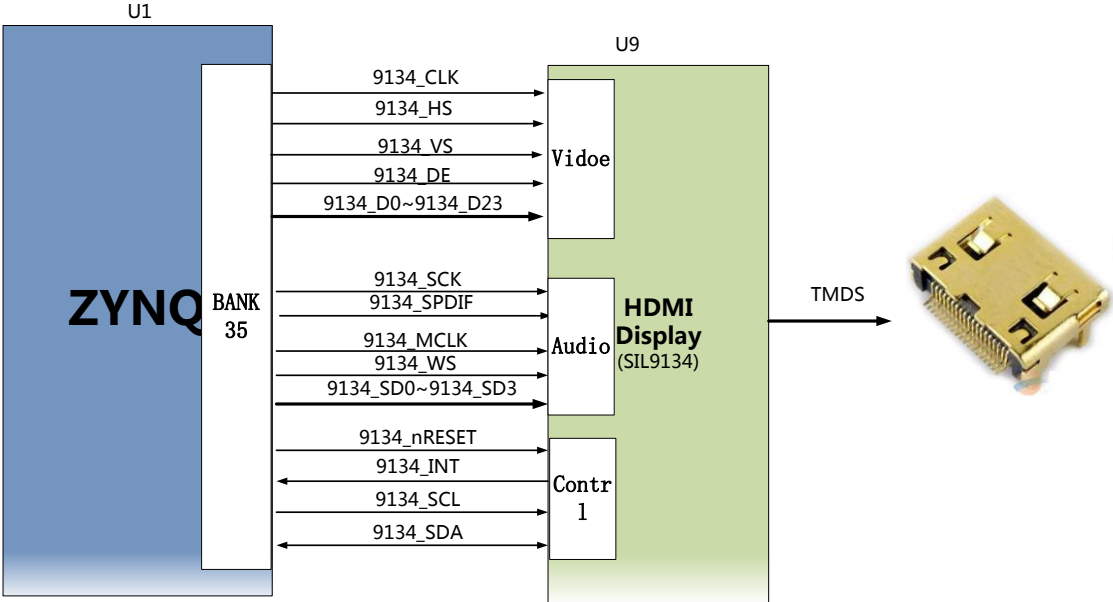 U1
U9
9134_CLK
9134_HS
9134_VS
9134_DE
9134_D0~9134_D23
Vidoe
9134_SCK
9134_SPDIF
9134_MCLK
9134_WS
9134_SD0~9134_SD3
ZYNQ
BANK
35
Audio
HDMI
Display
(SIL9134)
TMDS
9134_nRESET
9134_INT
9134_SCL
9134_SDA
Contr
l